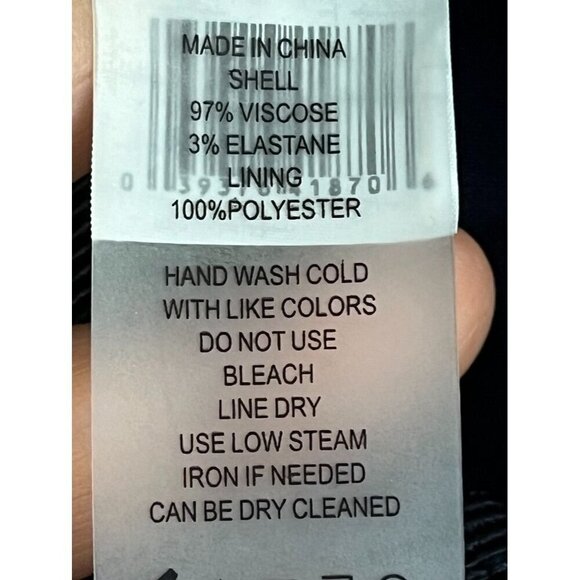 MADE IN CHINA
SHELL
97% VISCOSE
3% ELASTANE
LINING
100%POLYESTER
HAND WASH COLD
WITH LIKE COLORS
DO NOT USE
BLEACH
LINE DRY
USE LOW STEAM
IRON IF NEEDED
CAN BE DRY CLEANED